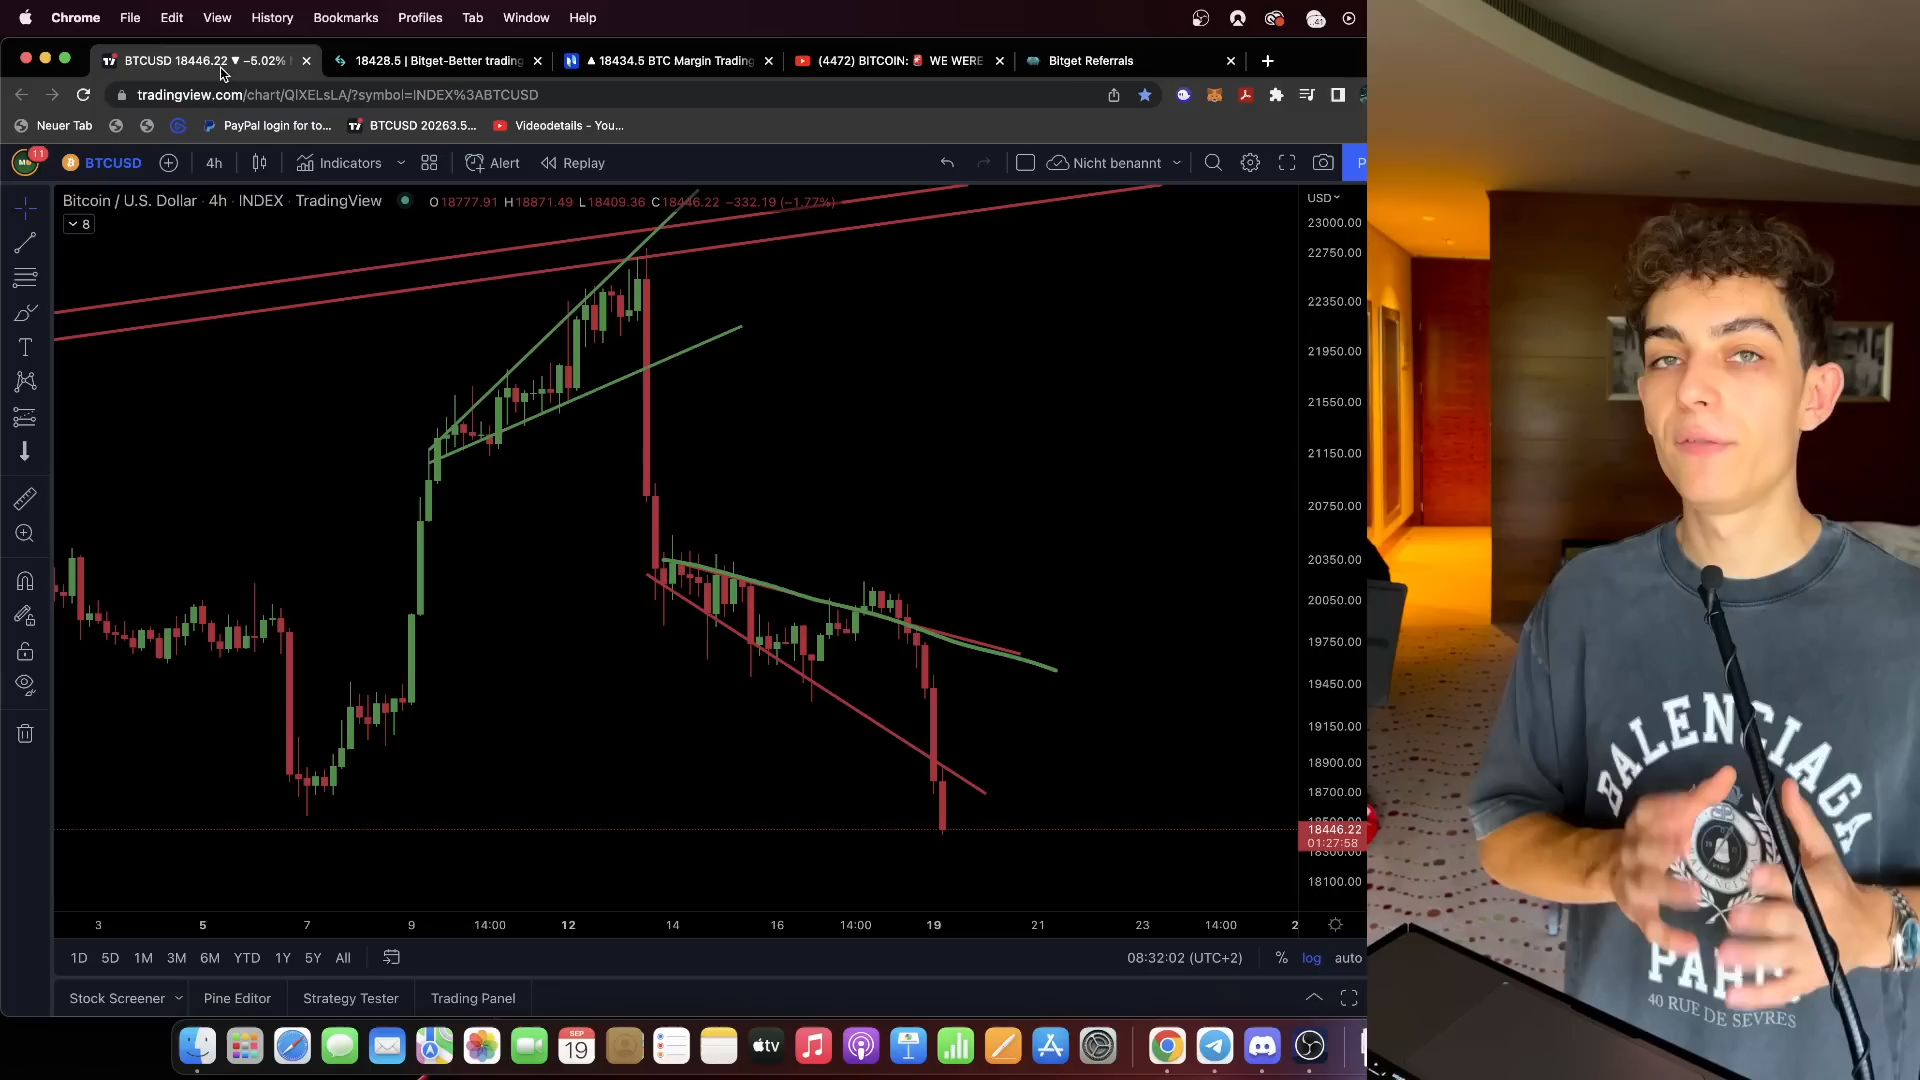 Chrome File Edit View History Bookmarks Profiles Tab Window Help
BTCUSD 18446.22 ▼ −5.02%
18428.5 | Bitget-Better trading
▲ 18434.5 BTC Margin Trading
(4472) BITCOIN: 🚨 WE WERE
Bitget Referrals
tradingview.com/chart/QIXELsLA/?symbol=INDEX%3ABTCUSD
Neuer Tab
PayPal login for to...
BTCUSD 20263.5...
Videodetails - You...
11
BTCUSD
4h
Indicators
Alert
Replay
Nicht benannt
P
Bitcoin / U.S. Dollar · 4h · INDEX · TradingView
O18777.91 H18871.49 L18409.36 C18446.22 −332.19 (−1.77%)
8
USD
23000.00
22750.00
22350.00
21950.00
21550.00
21150.00
20750.00
20350.00
20050.00
19750.00
19450.00
19150.00
18900.00
18700.00
18446.22
01:27:58
18300.00
18100.00
3 5 7 9 14:00 12 14 16 14:00 19 21 23 14:00 2
1D 5D 1M 3M 6M YTD 1Y 5Y All
08:32:02 (UTC+2)
% log auto
Stock Screener
Pine Editor
Strategy Tester
Trading Panel
SEP
19
tv
BALENCIAGA
PARIS
40 RUE DE SEVRES